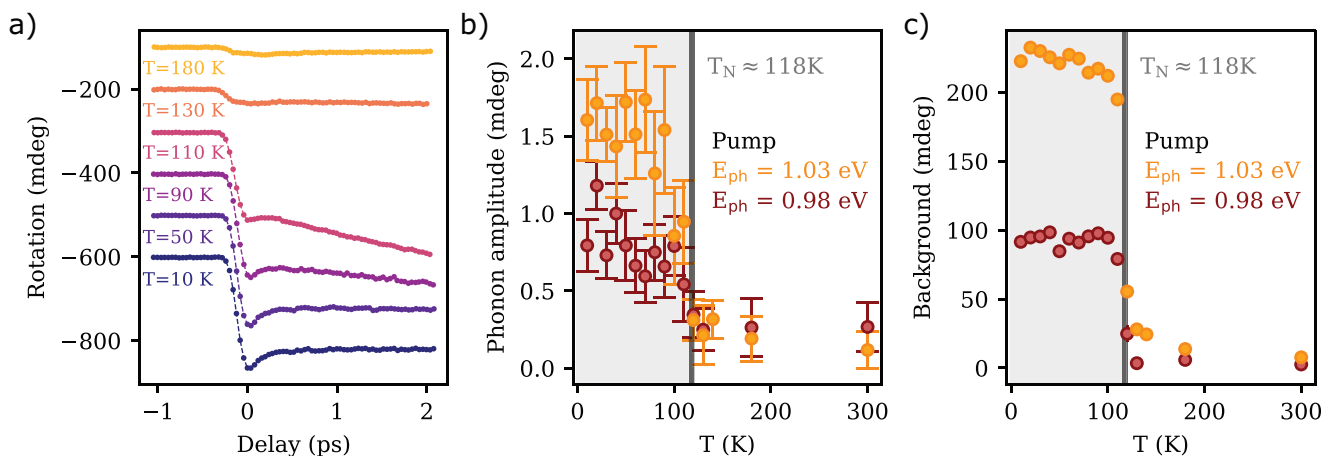 a)
Rotation (mdeg)
−200
−400
−600
−800
T=180 K
T=130 K
T=110 K
T=90 K
T=50 K
T=10 K
−1
0
1
2
Delay (ps)
b)
Phonon amplitude (mdeg)
2.0
1.5
1.0
0.5
0.0
T_N ≈ 118K
Pump
E_ph = 1.03 eV
E_ph = 0.98 eV
0
100
200
300
T (K)
c)
Background (mdeg)
200
150
100
50
0
T_N ≈ 118K
Pump
E_ph = 1.03 eV
E_ph = 0.98 eV
0
100
200
300
T (K)